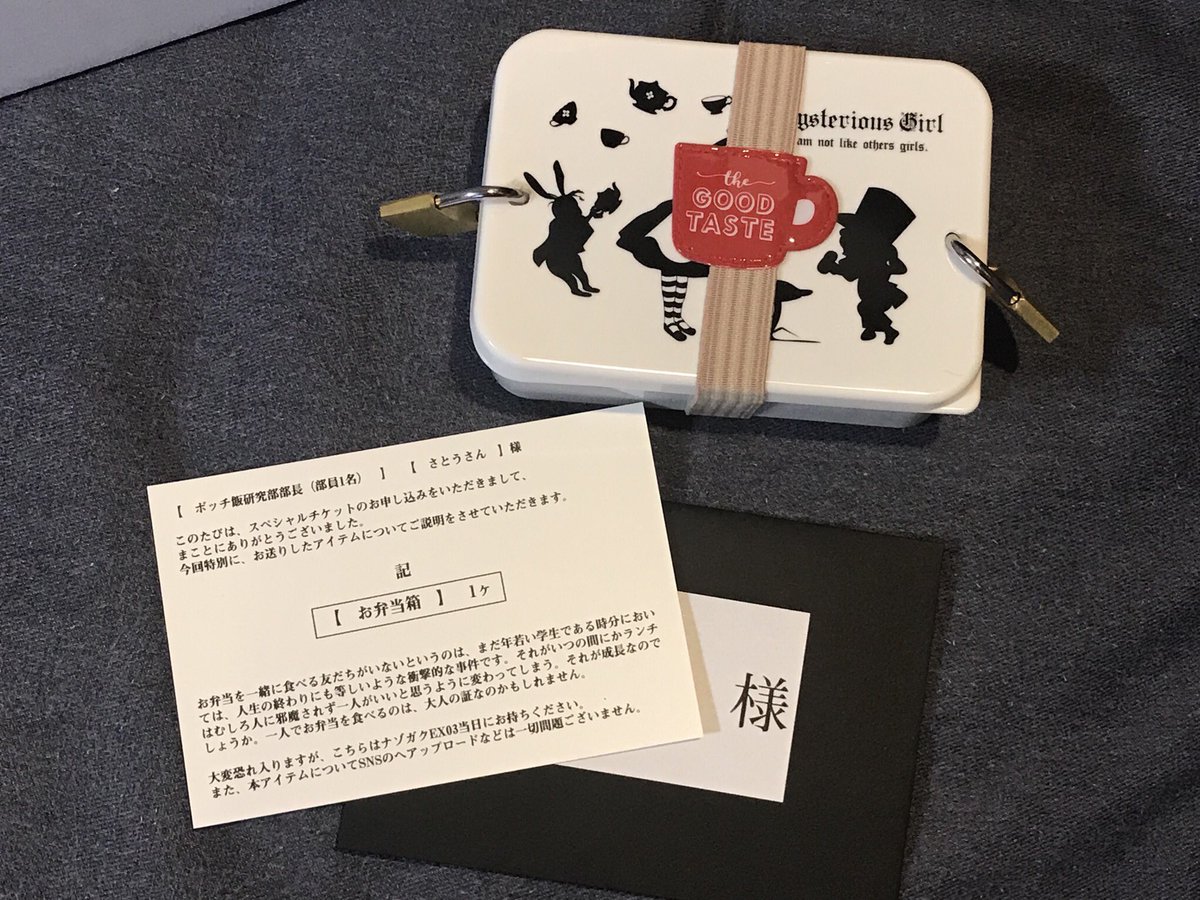 ysterious Girl
am not like others girls.
the
GOOD
TASTE
【 ボッチ飯研究部部長（部員1名） 】 【 さとうさん 】様
このたびは、スペシャルチケットのお申し込みをいただきまして、
まことにありがとうございました。
今回特別に、お送りしたアイテムについてご説明をさせていただきます。
記
【 お弁当箱 】 1ヶ
お弁当を一緒に食べる友だちがいないというのは、まだ年若い学生である時分におい
ては、人生の終わりにも等しいような衝撃的な事件です。それがいつの間にかランチ
はむしろ人に邪魔されず一人がいいと思うように変わってしまう。それが成長なので
しょうか。一人でお弁当を食べるのは、大人の証なのかもしれません。
大変恐れ入りますが、こちらはナゾガクEX03当日にお持ちください。
また、本アイテムについてSNSのへアップロードなどは一切問題ございません。
様